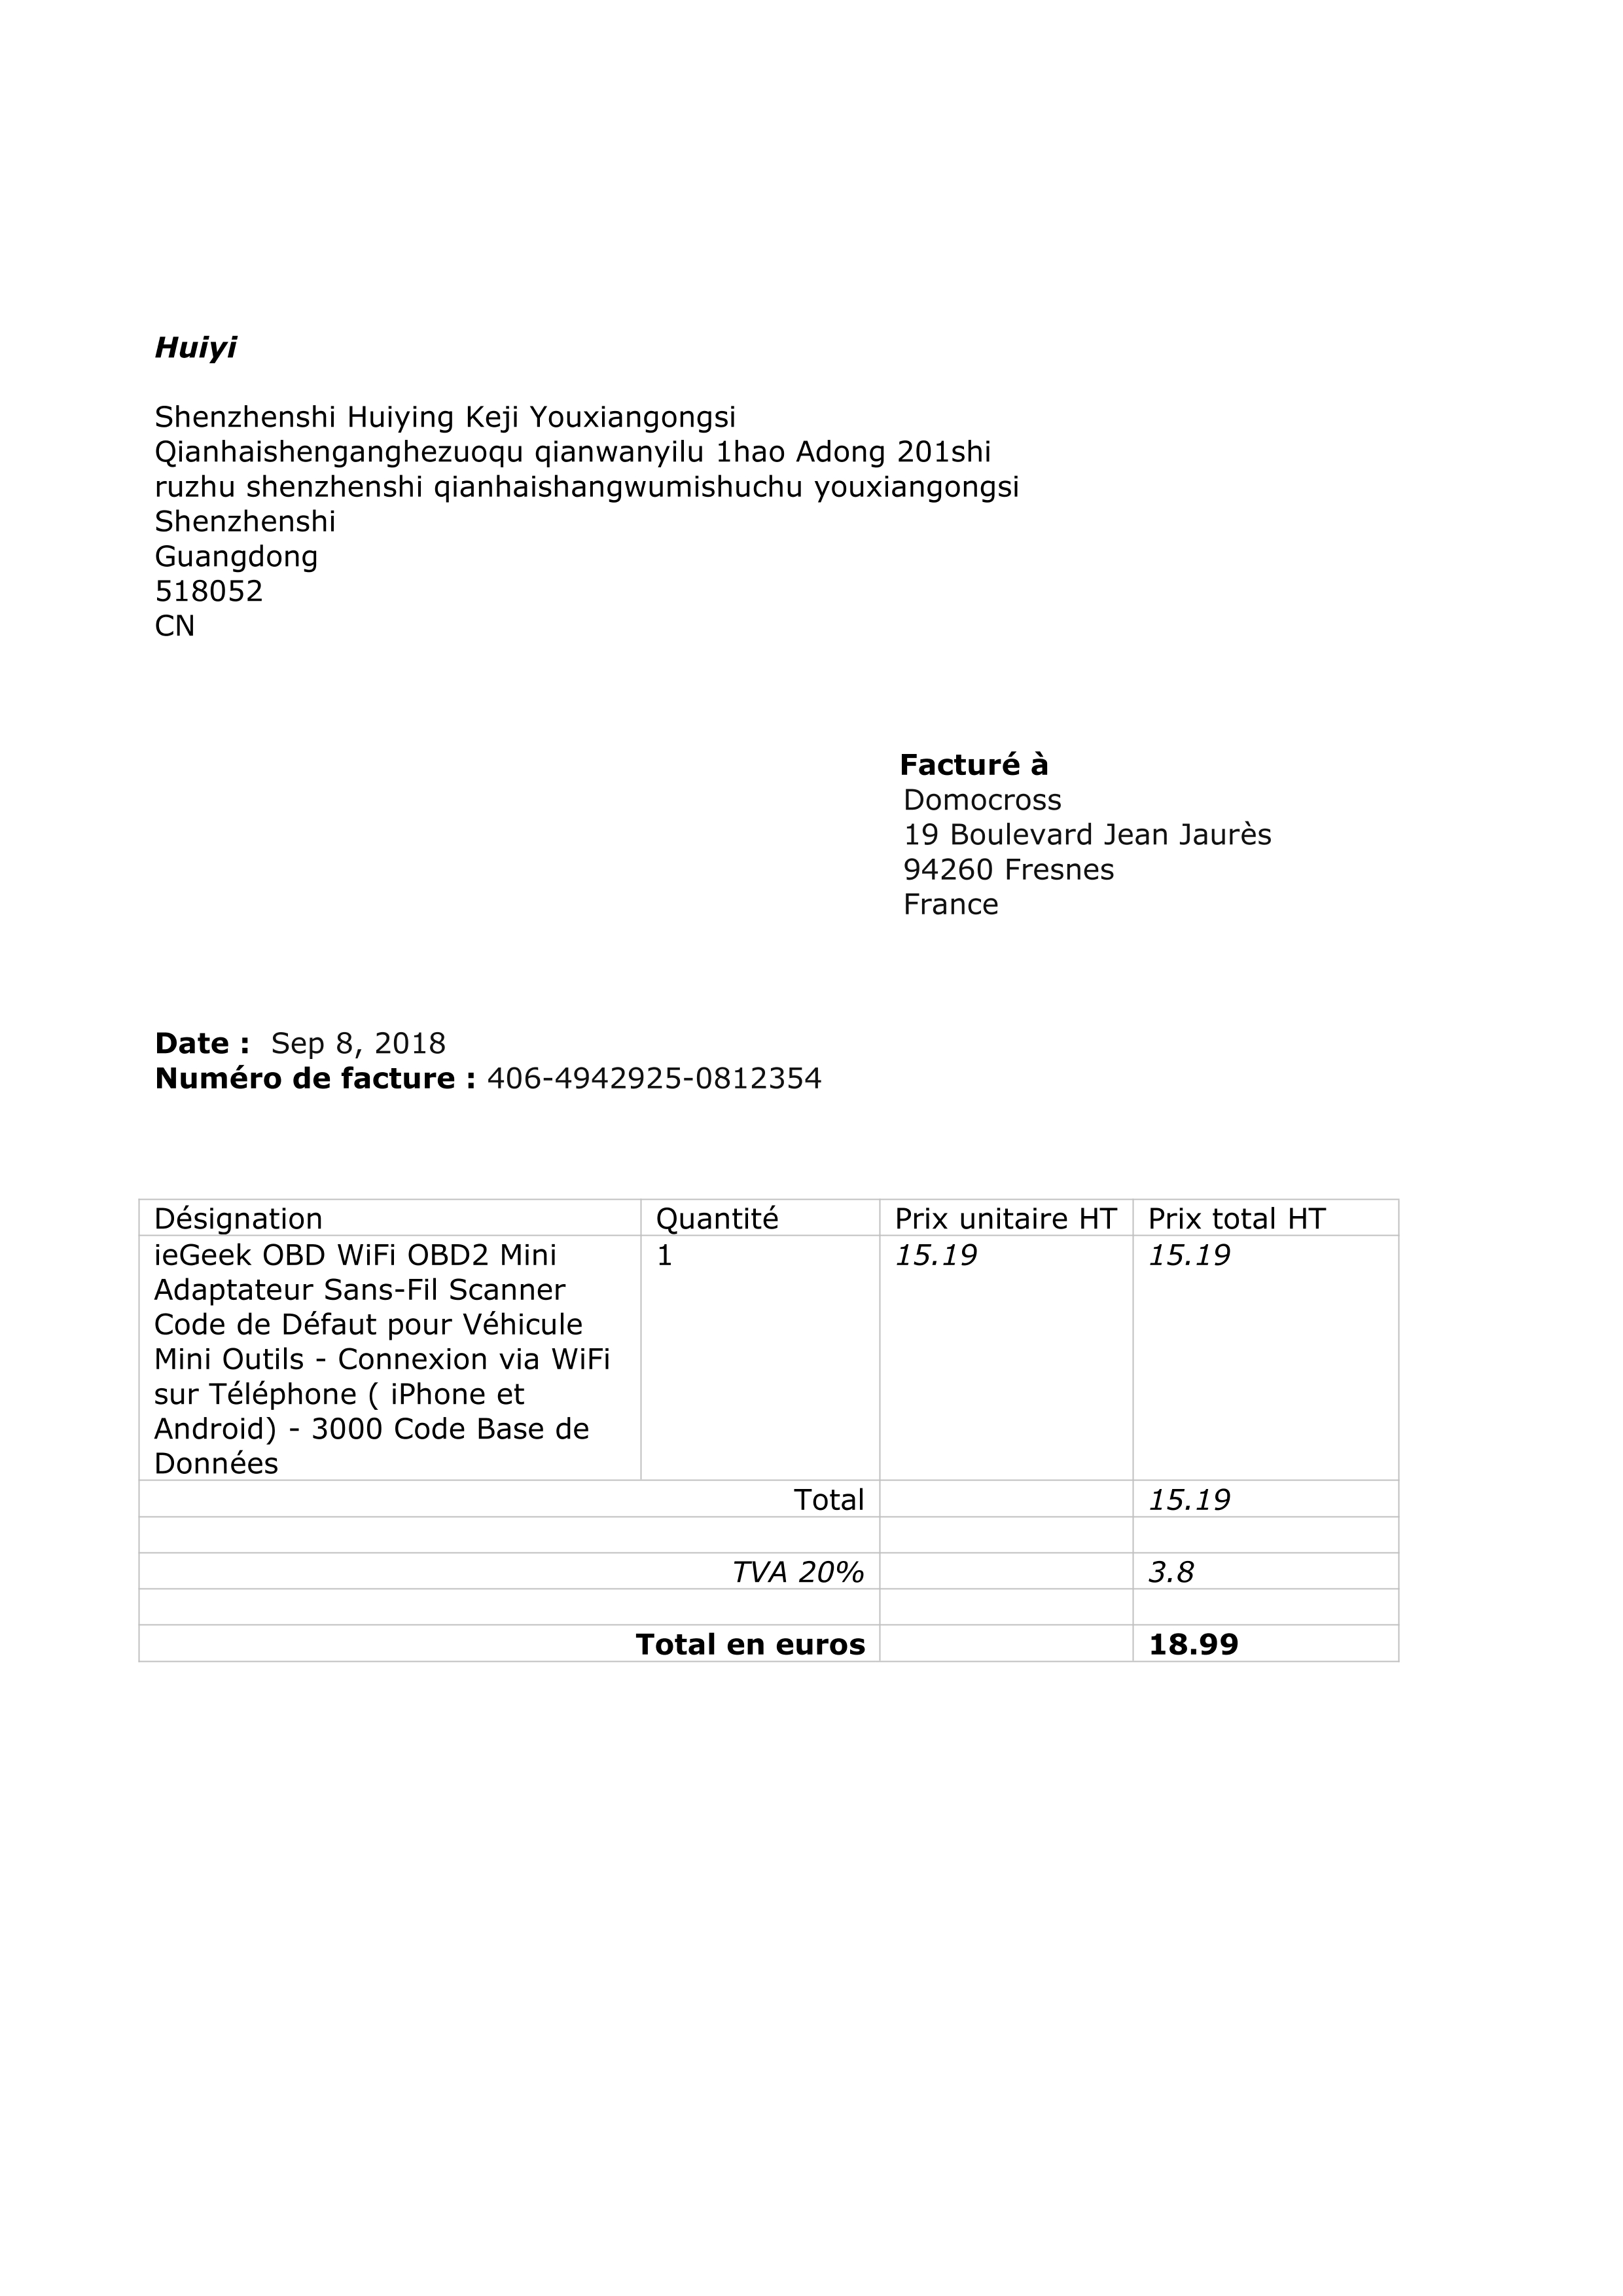 Huiyi
Shenzhenshi Huiying Keji Youxiangongsi
Qianhaishenganghezuoqu qianwanyilu 1hao Adong 201shi
ruzhu shenzhenshi qianhaishangwumishuchu youxiangongsi
Shenzhenshi
Guangdong
518052
CN
Facturé à
Domocross
19 Boulevard Jean Jaurès
94260 Fresnes
France
Date : Sep 8, 2018
Numéro de facture : 406-4942925-0812354
Désignation Quantité Prix unitaire HT Prix total HT
ieGeek OBD WiFi OBD2 Mini 1 15.19 15.19
Adaptateur Sans-Fil Scanner
Code de Défaut pour Véhicule
Mini Outils - Connexion via WiFi
sur Téléphone ( iPhone et
Android) - 3000 Code Base de
Données
Total 15.19
TVA 20% 3.8
Total en euros 18.99